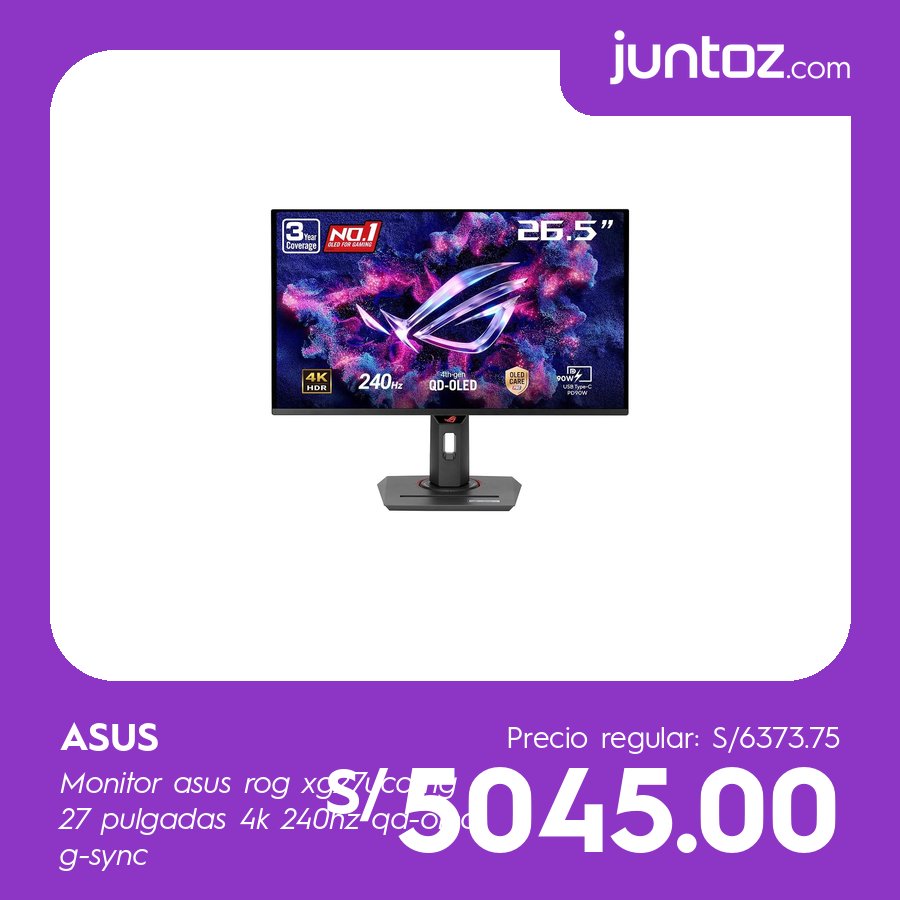 juntoz.com
3 Year Coverage
NO.1
OLED FOR GAMING
26.5”
4K HDR
240Hz
4th-gen
QD-OLED
OLED CARE
90W
USB Type-C
PD90W
ASUS
Precio regular: S/6373.75
Monitor asus rog
27 pulgadas 4k 240hz
g-sync
S/5045.00